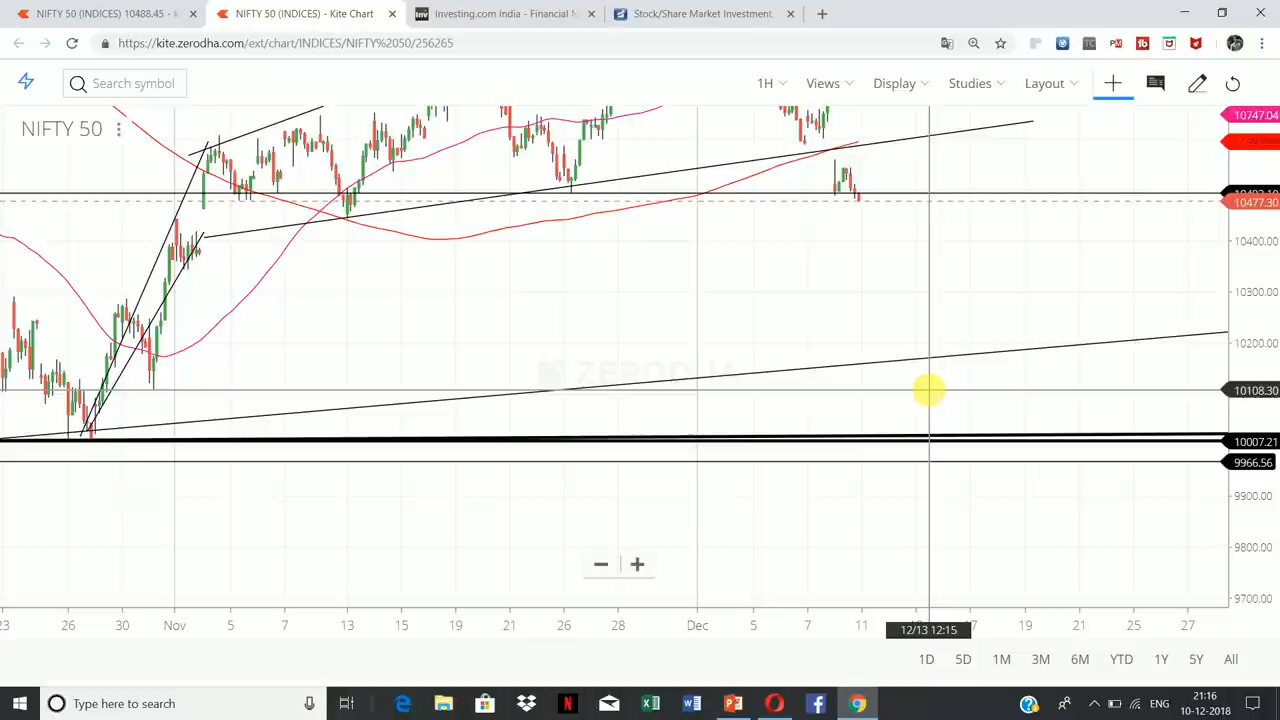 NIFTY 50 (INDICES) 10488.45 - k
NIFTY 50 (INDICES) - Kite Chart
Investing.com India - Financial N
Stock/Share Market Investment.
https://kite.zerodha.com/ext/chart/INDICES/NIFTY%2050/256265
Search symbol
1H
Views
Display
Studies
Layout
NIFTY 50
10747.04
10477.30
10400.00
10300.00
10200.00
ZERODHA
10108.30
10007.21
9966.56
9900.00
9800.00
9700.00
23 26 30 Nov 5 7 13 15 19 26 28 Dec 5 7 11 17 19 21 25 27
12/13 12:15
1D 5D 1M 3M 6M YTD 1Y 5Y All
Type here to search
ENG
21:16
10-12-2018